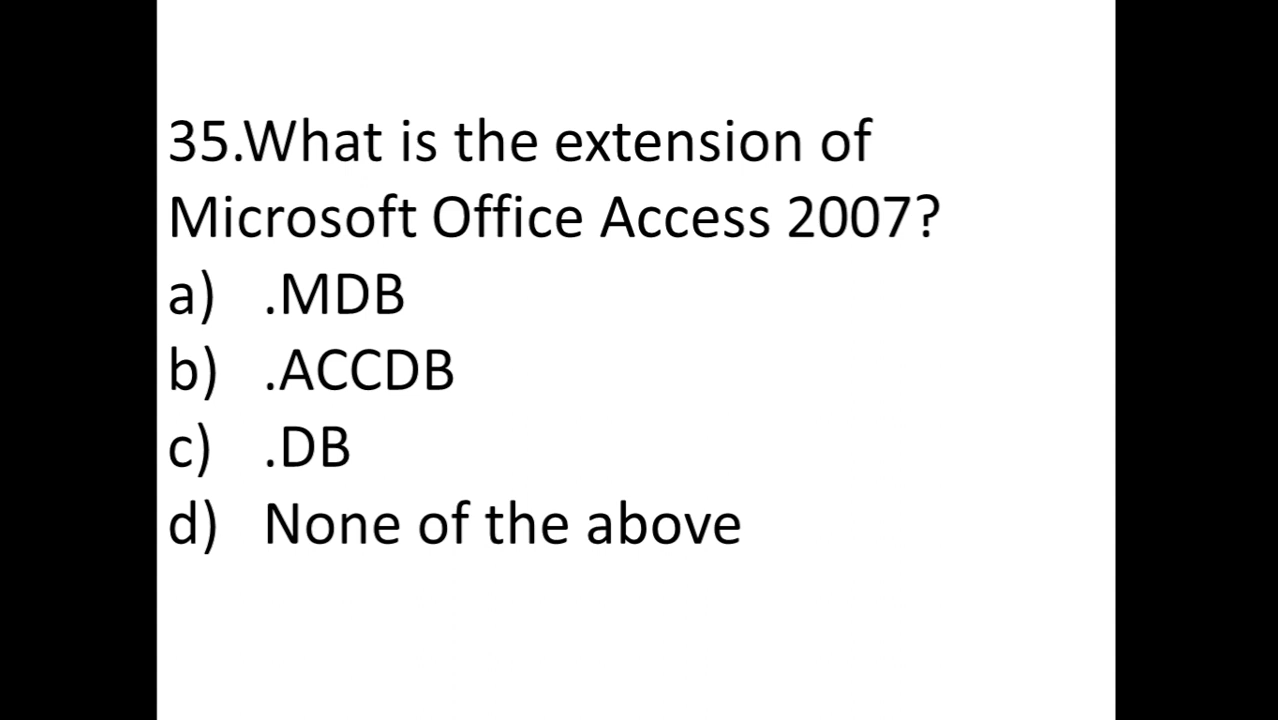 35.What is the extension of
Microsoft Office Access 2007?
a) .MDB
b) .ACCDB
c) .DB
d) None of the above